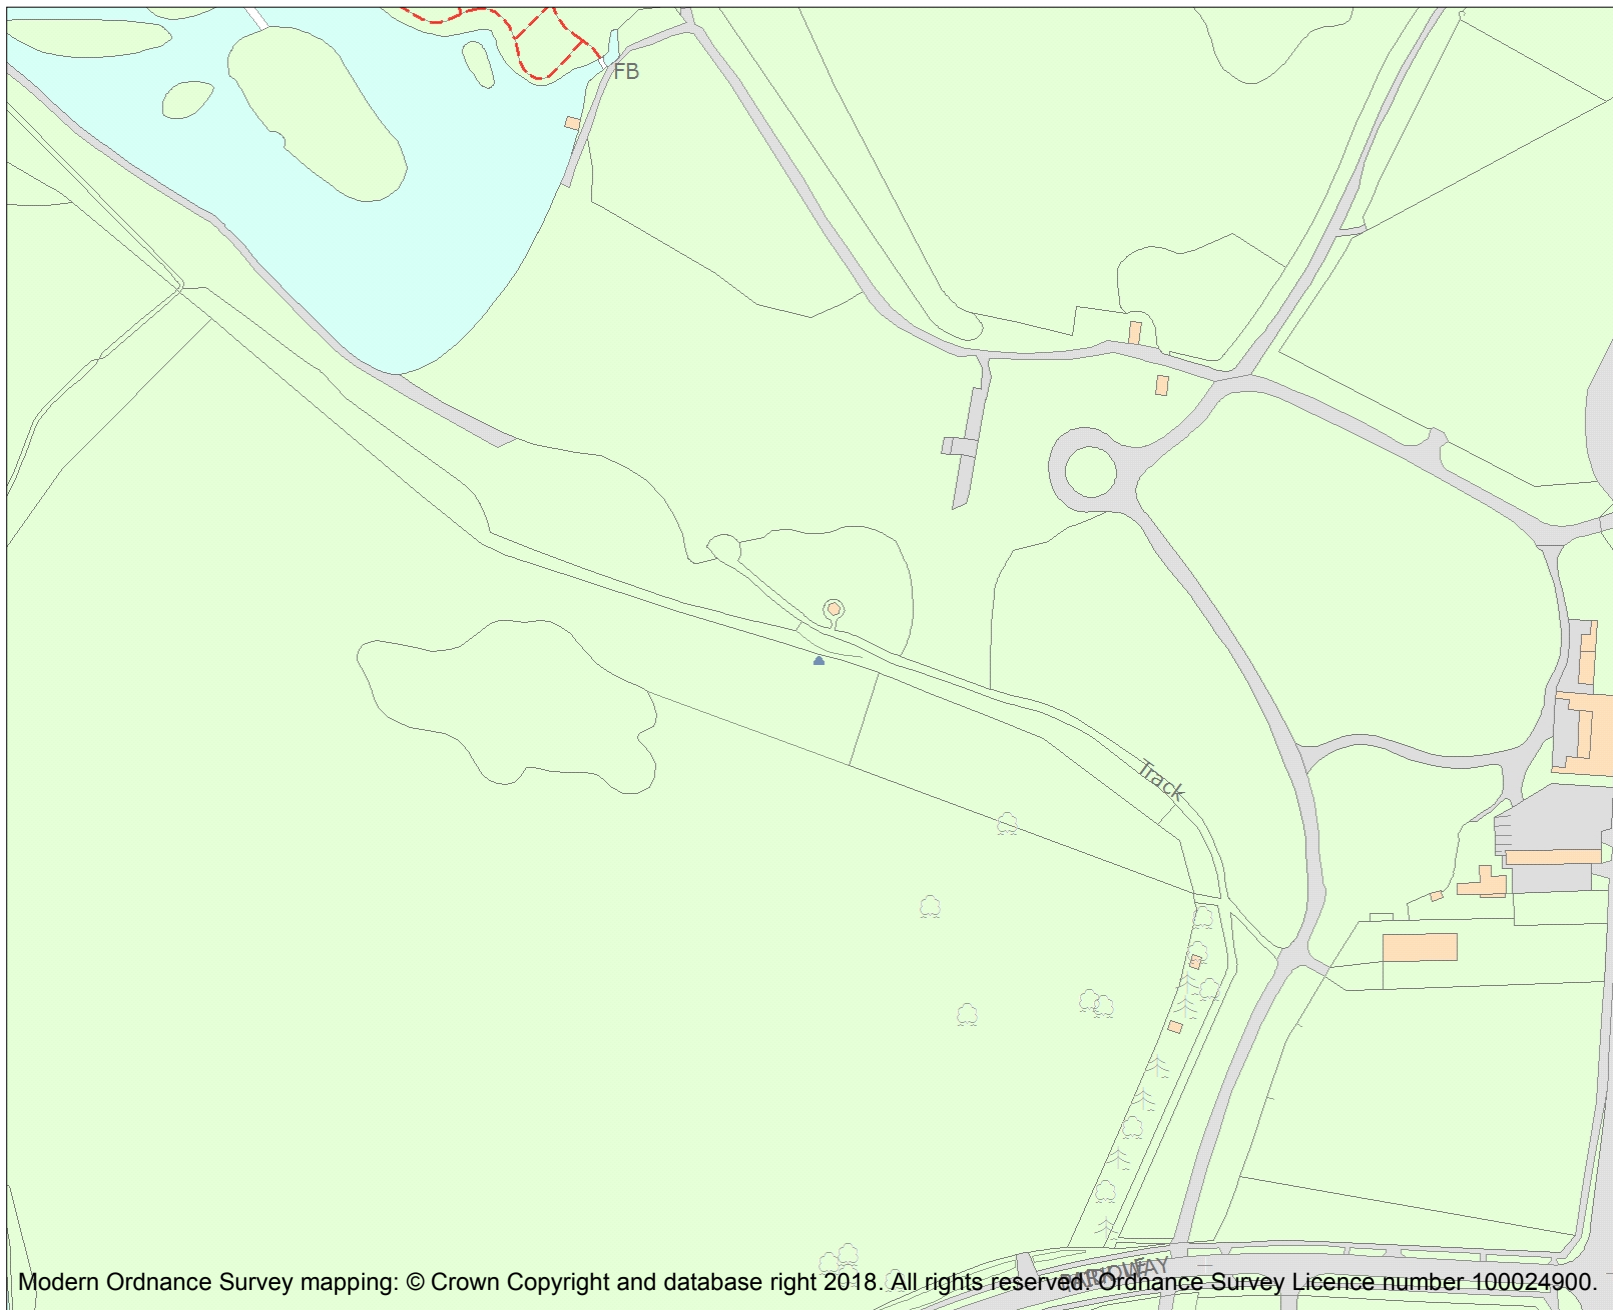 FB
Track
Modern Ordnance Survey mapping: © Crown Copyright and database right 2018. All rights reserved. Ordnance Survey Licence number 100024900.